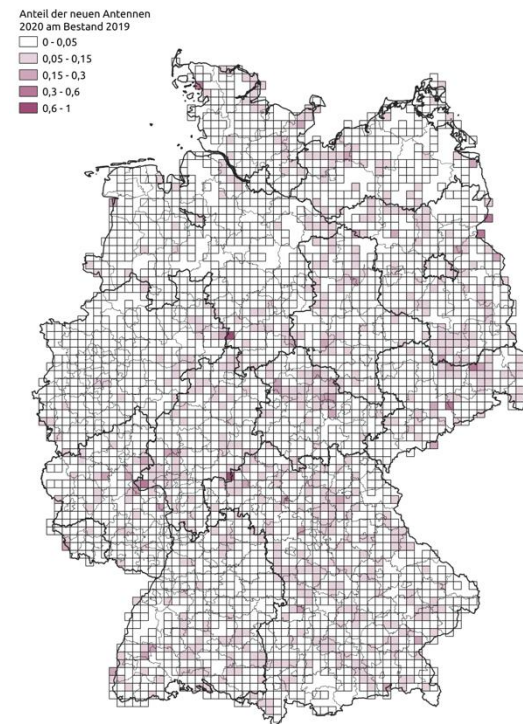 Anteil der neuen Antennen
2020 am Bestand 2019
0 - 0,05
0,05 - 0,15
0,15 - 0,3
0,3 - 0,6
0,6 - 1